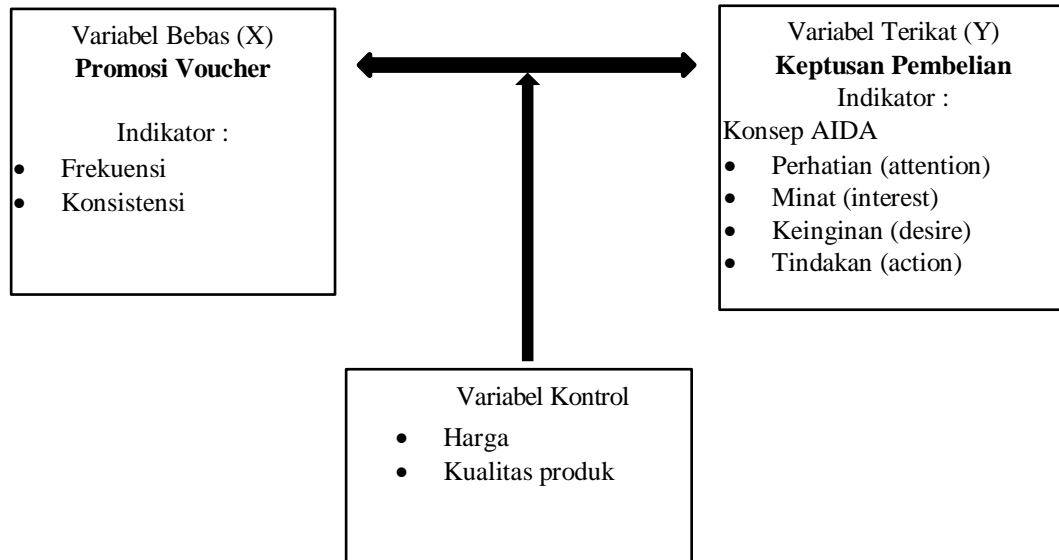 Variabel Bebas (X)
Promosi Voucher
Indikator :
• Frekuensi
• Konsistensi
Variabel Terikat (Y)
Keptusan Pembelian
Indikator :
Konsep AIDA
• Perhatian (attention)
• Minat (interest)
• Keinginan (desire)
• Tindakan (action)
Variabel Kontrol
• Harga
• Kualitas produk